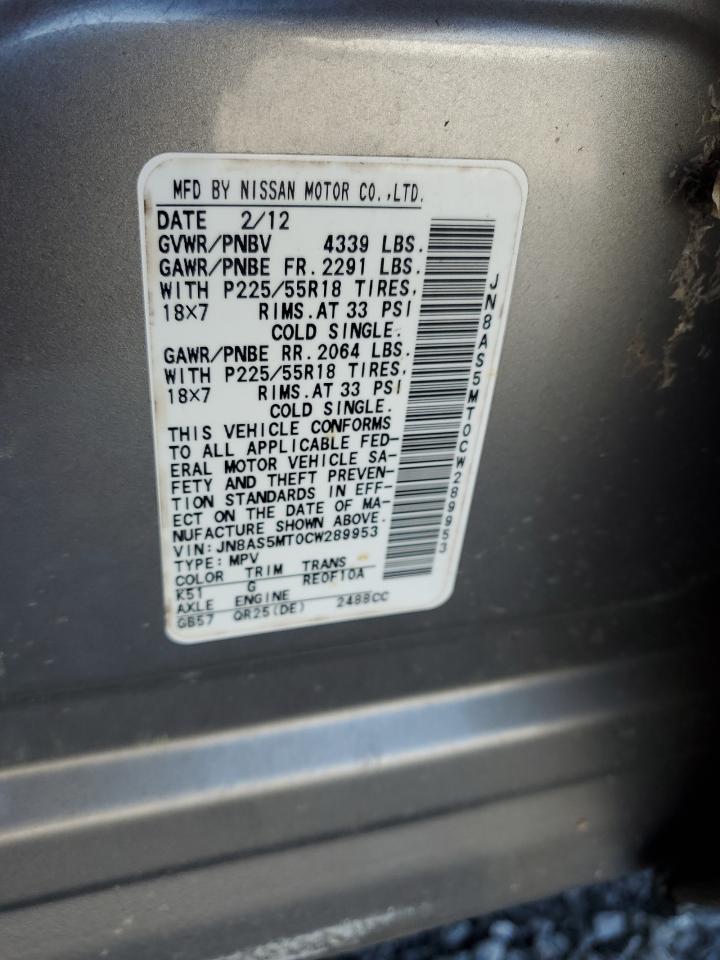 MFD BY NISSAN MOTOR CO.,LTD.
DATE 2/12
GVWR/PNBV 4339 LBS.
GAWR/PNBE FR. 2291 LBS.
WITH P225/55R18 TIRES,
18×7 RIMS.AT 33 PSI
COLD SINGLE.
GAWR/PNBE RR. 2064 LBS.
WITH P225/55R18 TIRES,
18×7 RIMS.AT 33 PSI
COLD SINGLE.
THIS VEHICLE CONFORMS
TO ALL APPLICABLE FED-
ERAL MOTOR VEHICLE SA-
FETY AND THEFT PREVEN-
TION STANDARDS IN EFF-
ECT ON THE DATE OF MA-
NUFACTURE SHOWN ABOVE.
VIN: JN8AS5MT0CW289953
TYPE: MPV
COLOR TRIM TRANS
K51 G RE0F10A
AXLE ENGINE
GB57 QR25(DE) 2488CC
JN8AS5MT0CW289953